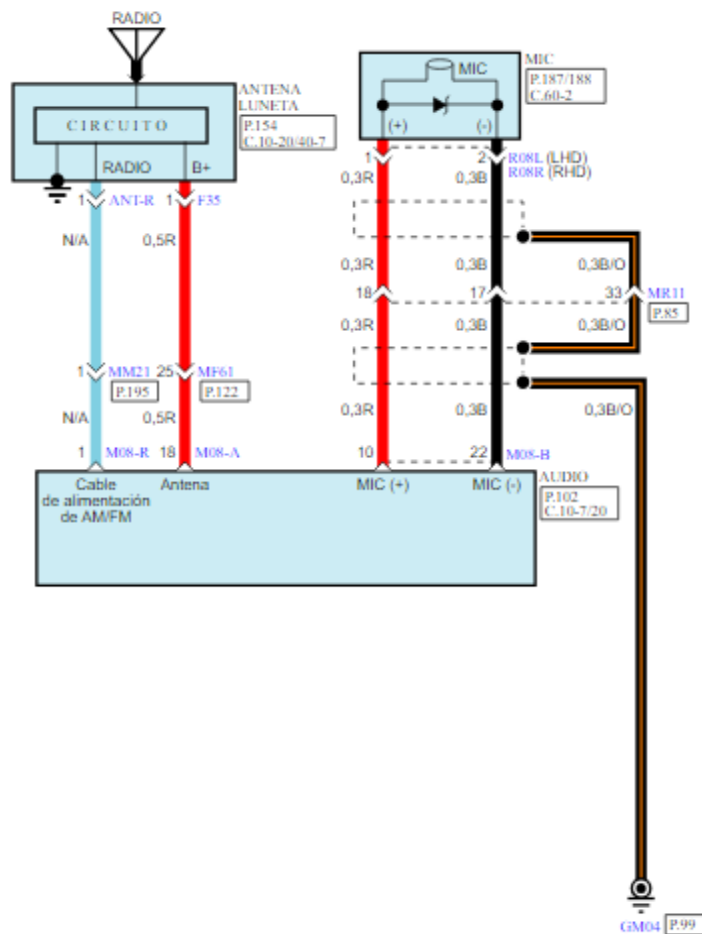 RADIO
ANTENA
LUNETA
P.154
C.10-20/40-7
CIRCUITO
RADIO B+
MIC
MIC
P.187/188
C.60-2
(+) (-)
1 ANT-R 1 F35
1 2 R08L (LHD)
R08R (RHD)
0,3R 0,3B
N/A 0,5R
0,3R 0,3B 0,3B/O
18 17 33 MR11
P.85
0,3R 0,3B 0,3B/O
1 MM21 25 MF61
P.195 P.122
N/A 0,5R
0,3R 0,3B 0,3B/O
1 M08-R 18 M08-A
10 22 M08-B
Cable
de alimentación
de AM/FM
Antena
MIC (+) MIC (-)
AUDIO
P.102
C.10-7/20
GM04 P.99